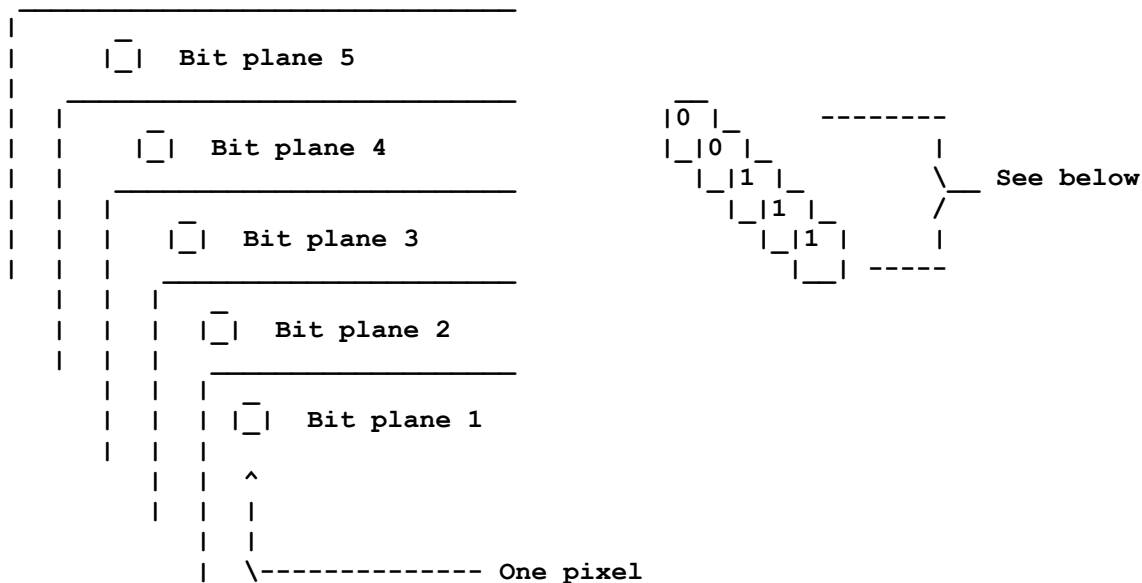 Bit plane 5
0
Bit plane 4
0
1
See below
1
Bit plane 3
1
Bit plane 2
Bit plane 1
One pixel